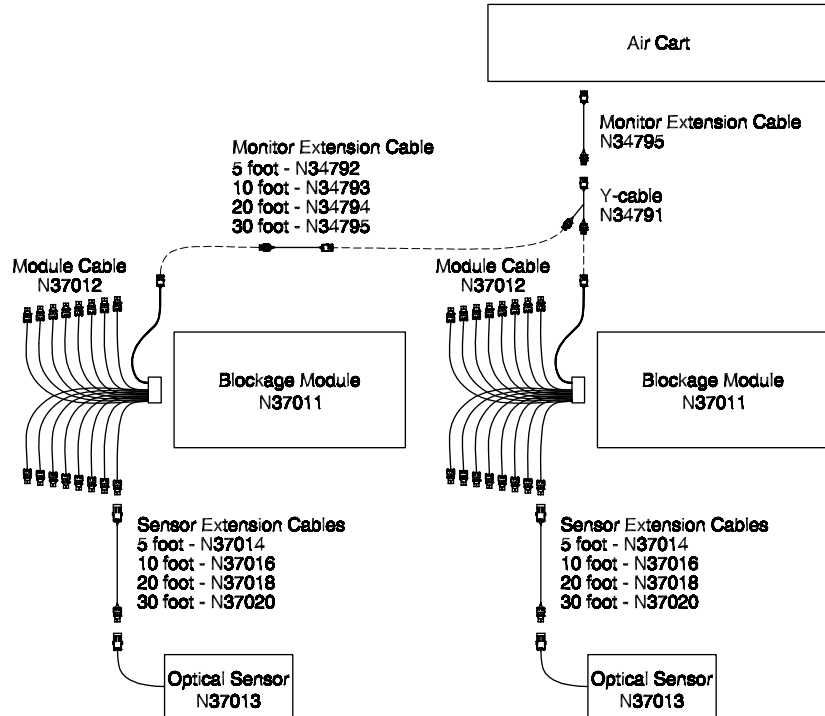 Air Cart
Monitor Extension Cable
N34795
Monitor Extension Cable
5 foot - N34792
10 foot - N34793
20 foot - N34794
30 foot - N34795
Y-cable
N34791
Module Cable
N37012
Module Cable
N37012
Blockage Module
N37011
Blockage Module
N37011
Sensor Extension Cables
5 foot - N37014
10 foot - N37016
20 foot - N37018
30 foot - N37020
Sensor Extension Cables
5 foot - N37014
10 foot - N37016
20 foot - N37018
30 foot - N37020
Optical Sensor
N37013
Optical Sensor
N37013